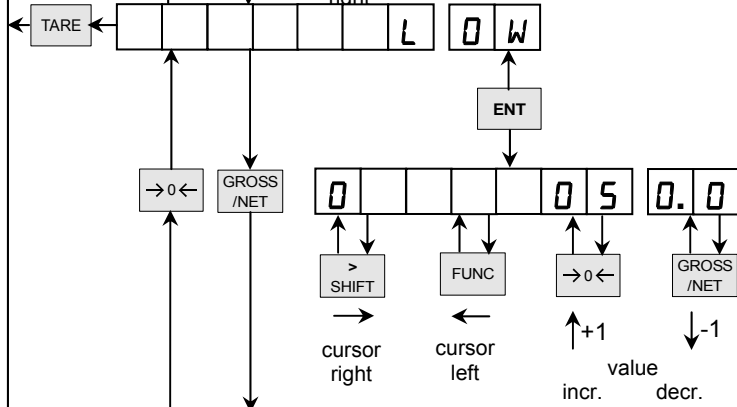 right
TARE
L 0 W
ENT
→0← GROSS
/NET
0 0 5 0. 0
>
SHIFT
FUNC
→0←
GROSS
/NET
+1
-1
cursor
right
cursor
left
value
incr. decr.